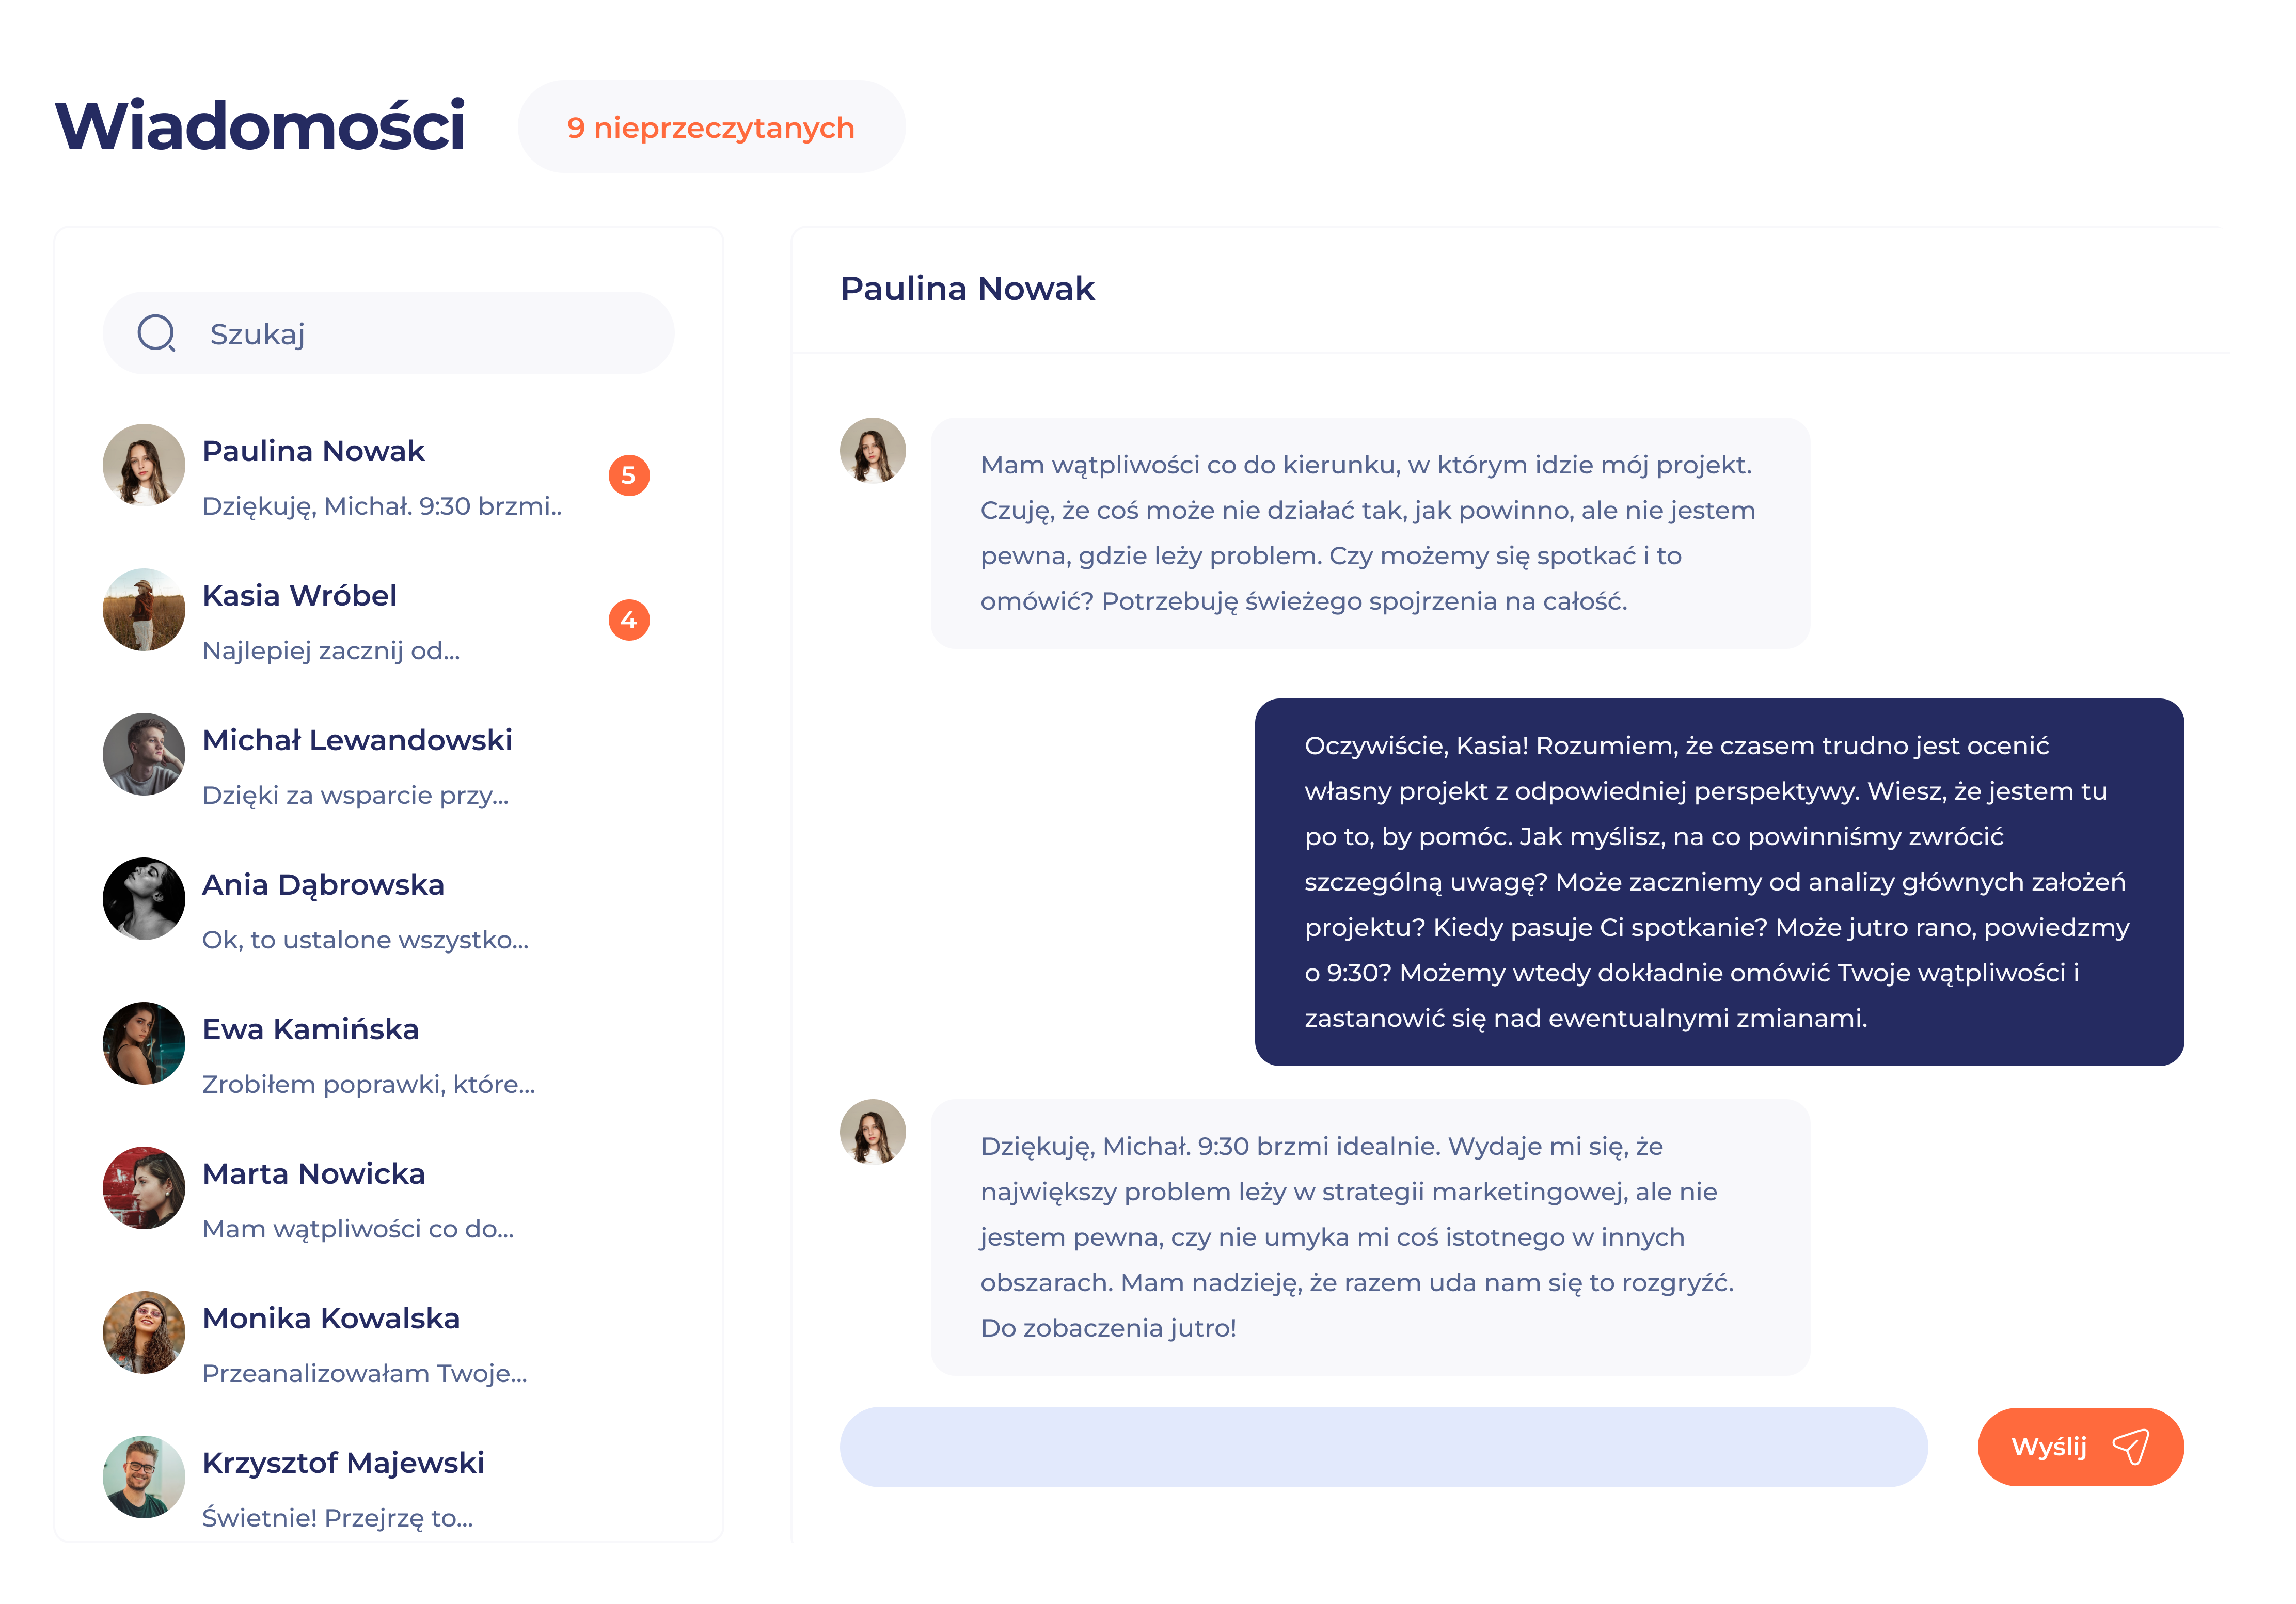 Wiadomości
9 nieprzeczytanych
Szukaj
Paulina Nowak
5
Dziękuję, Michał. 9:30 brzmi..
Kasia Wróbel
4
Najlepiej zacznij od...
Michał Lewandowski
Dzięki za wsparcie przy...
Ania Dąbrowska
Ok, to ustalone wszystko...
Ewa Kamińska
Zrobiłem poprawki, które...
Marta Nowicka
Mam wątpliwości co do...
Monika Kowalska
Przeanalizowałam Twoje...
Krzysztof Majewski
Świetnie! Przejrzę to...
Paulina Nowak
Mam wątpliwości co do kierunku, w którym idzie mój projekt.
Czuję, że coś może nie działać tak, jak powinno, ale nie jestem
pewna, gdzie leży problem. Czy możemy się spotkać i to
omówić? Potrzebuję świeżego spojrzenia na całość.
Oczywiście, Kasia! Rozumiem, że czasem trudno jest ocenić
własny projekt z odpowiedniej perspektywy. Wiesz, że jestem tu
po to, by pomóc. Jak myślisz, na co powinniśmy zwrócić
szczególną uwagę? Może zaczniemy od analizy głównych założeń
projektu? Kiedy pasuje Ci spotkanie? Może jutro rano, powiedzmy
o 9:30? Możemy wtedy dokładnie omówić Twoje wątpliwości i
zastanowić się nad ewentualnymi zmianami.
Dziękuję, Michał. 9:30 brzmi idealnie. Wydaje mi się, że
największy problem leży w strategii marketingowej, ale nie
jestem pewna, czy nie umyka mi coś istotnego w innych
obszarach. Mam nadzieję, że razem uda nam się to rozgryźć.
Do zobaczenia jutro!
Wyślij